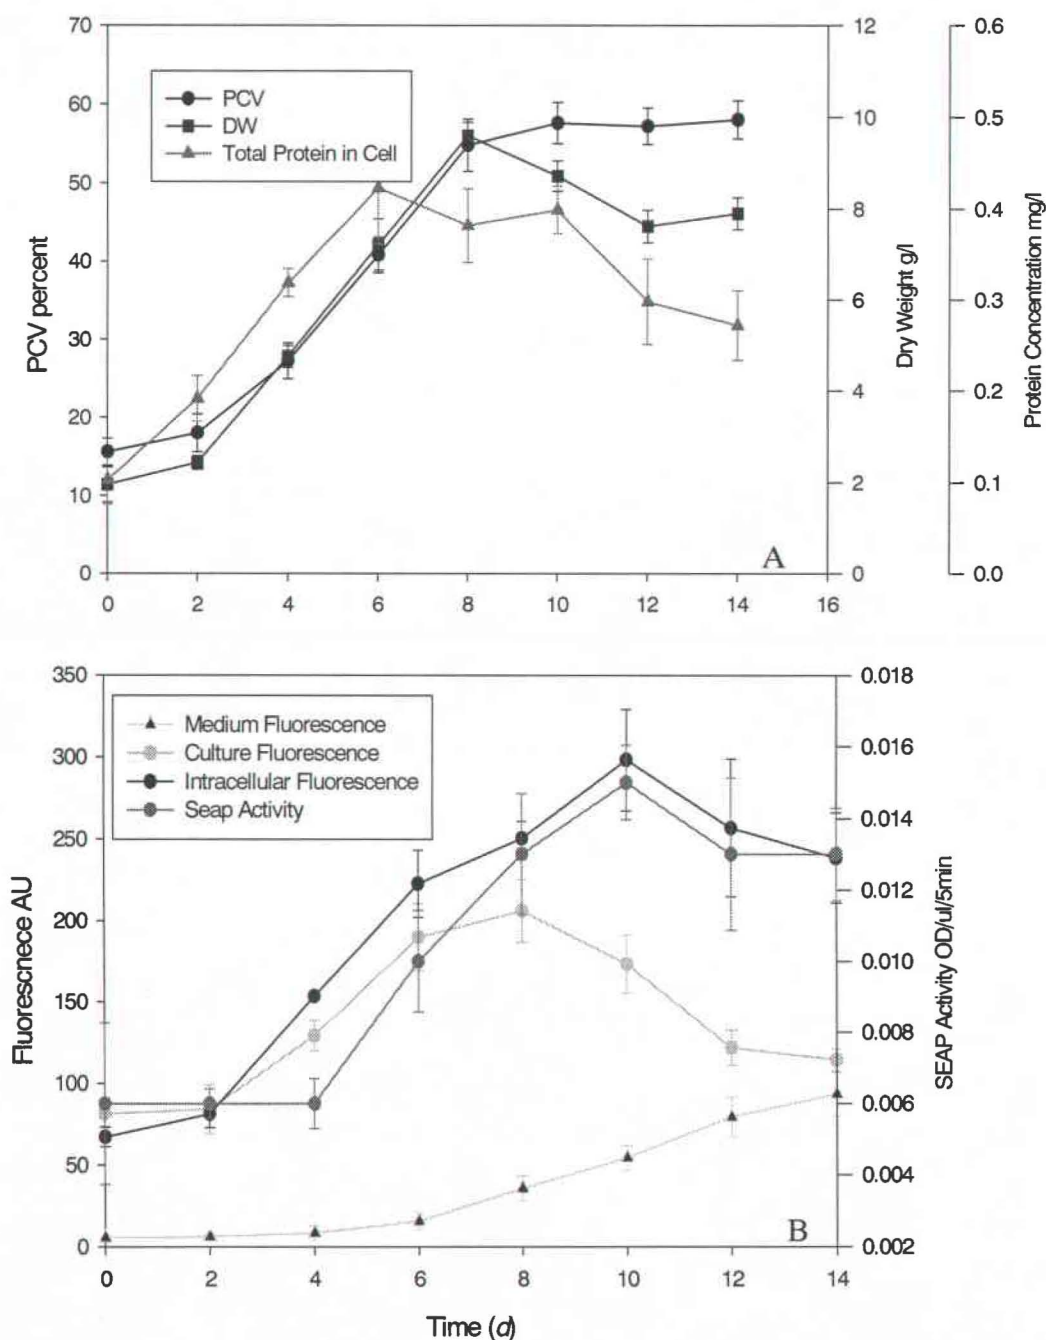 70
60
50
40
30
20
10
0
PCV percent
PCV
DW
Total Protein in Cell
12
10
8
6
4
2
0
Dry Weight g/l
0.6
0.5
0.4
0.3
0.2
0.1
0.0
Protein Concentration mg/l
A
0 2 4 6 8 10 12 14 16
350
300
250
200
150
100
50
0
Fluorescnece AU
Medium Fluorescence
Culture Fluorescence
Intracellular Fluorescence
Seap Activity
0.018
0.016
0.014
0.012
0.010
0.008
0.006
0.004
0.002
SEAP Activity OD/ul/5min
B
0 2 4 6 8 10 12 14
Time (d)